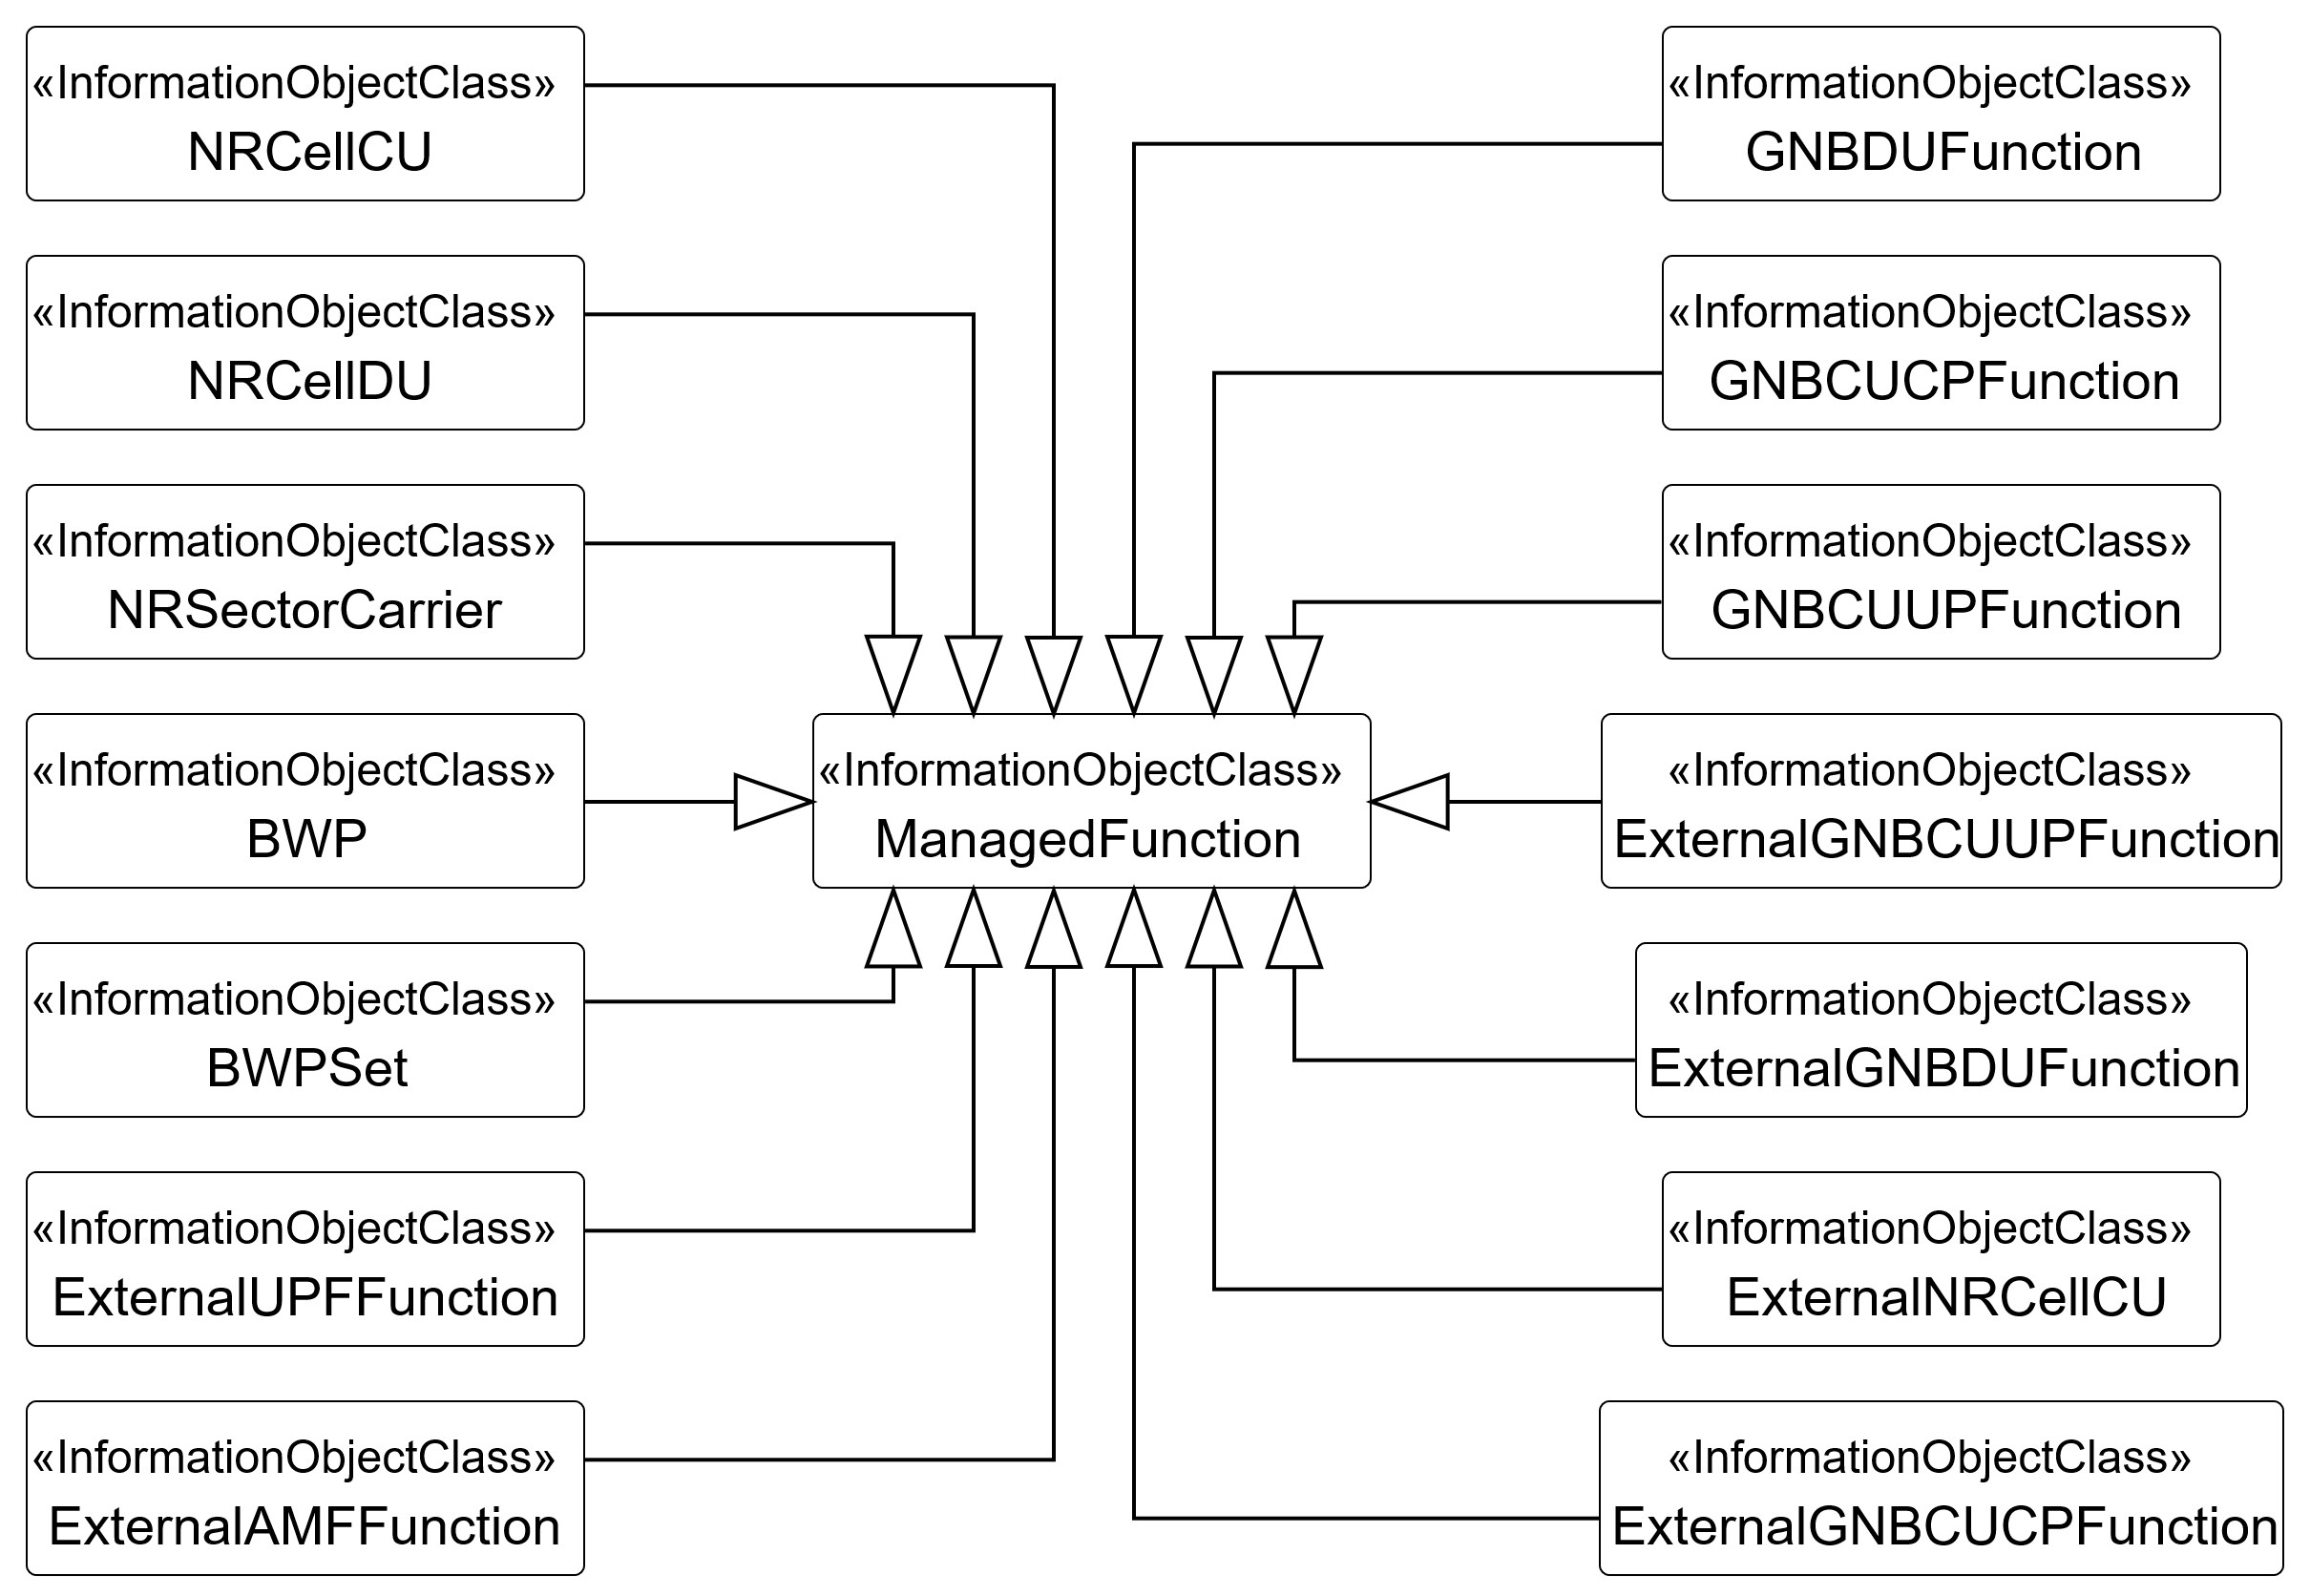 «InformationObjectClass»
NRCellCU
«InformationObjectClass»
GNBDUFunction
«InformationObjectClass»
NRCellDU
«InformationObjectClass»
GNBCUCPFunction
«InformationObjectClass»
NRSectorCarrier
«InformationObjectClass»
GNBCUUPFunction
«InformationObjectClass»
BWP
«InformationObjectClass»
ManagedFunction
«InformationObjectClass»
ExternalGNBCUUPFunction
«InformationObjectClass»
BWPSet
«InformationObjectClass»
ExternalGNBDUFunction
«InformationObjectClass»
ExternalUPFFunction
«InformationObjectClass»
ExternalNRCellCU
«InformationObjectClass»
ExternalAMFFunction
«InformationObjectClass»
ExternalGNBCUCPFunction